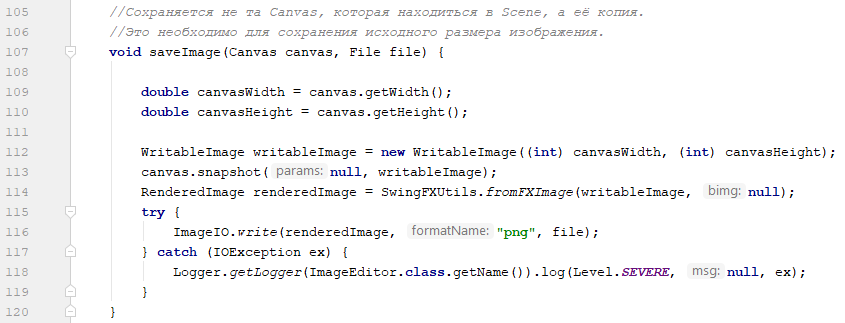 105 //Сохраняется не та Canvas, которая находиться в Scene, а её копия.
106 //Это необходимо для сохранения исходного размера изображения.
107 void saveImage(Canvas canvas, File file) {
108
109 double canvasWidth = canvas.getWidth();
110 double canvasHeight = canvas.getHeight();
111
112 WritableImage writableImage = new WritableImage((int) canvasWidth, (int) canvasHeight);
113 canvas.snapshot( params: null, writableImage);
114 RenderedImage renderedImage = SwingFXUtils.fromFXImage(writableImage, bimg: null);
115 try {
116 ImageIO.write(renderedImage, formatName: "png", file);
117 } catch (IOException ex) {
118 Logger.getLogger(ImageEditor.class.getName()).log(Level.SEVERE, msg: null, ex);
119 }
120 }